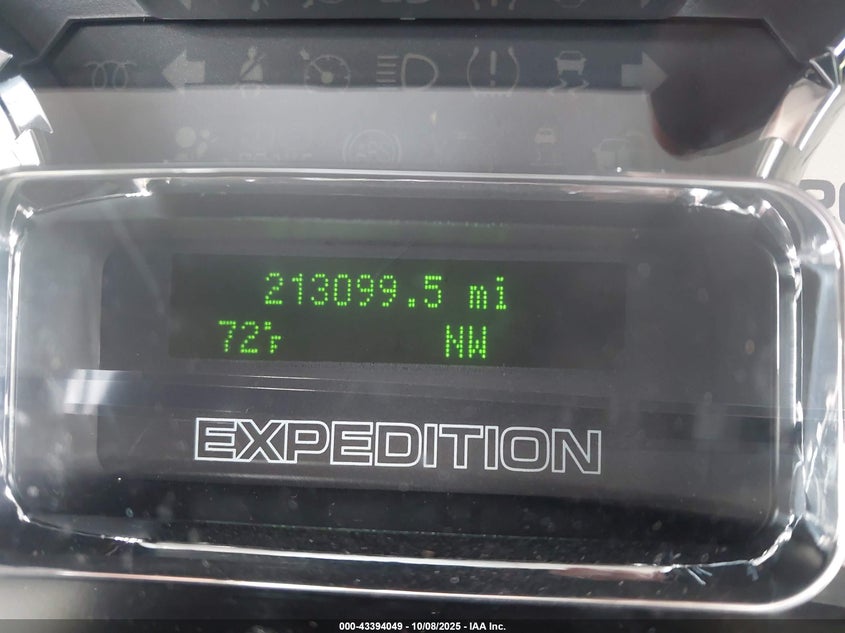 213099.5 mi
72°F NW
EXPEDITION
000-43394049 - 10/08/2025 - IAA Inc.